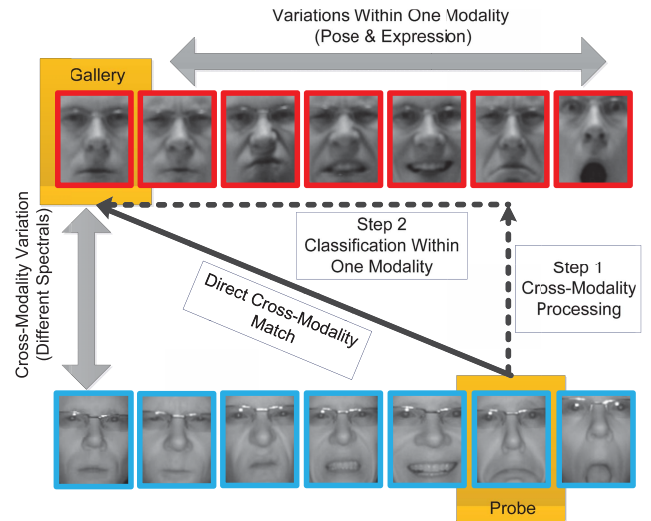 Variations Within One Modality
(Pose & Expression)
Gallery
Cross-Modality Variation
(Different Spectrals)
Step 2
Classification Within
One Modality
Step 1
Cross-Modality
Processing
Direct Cross-Modality
Match
Probe